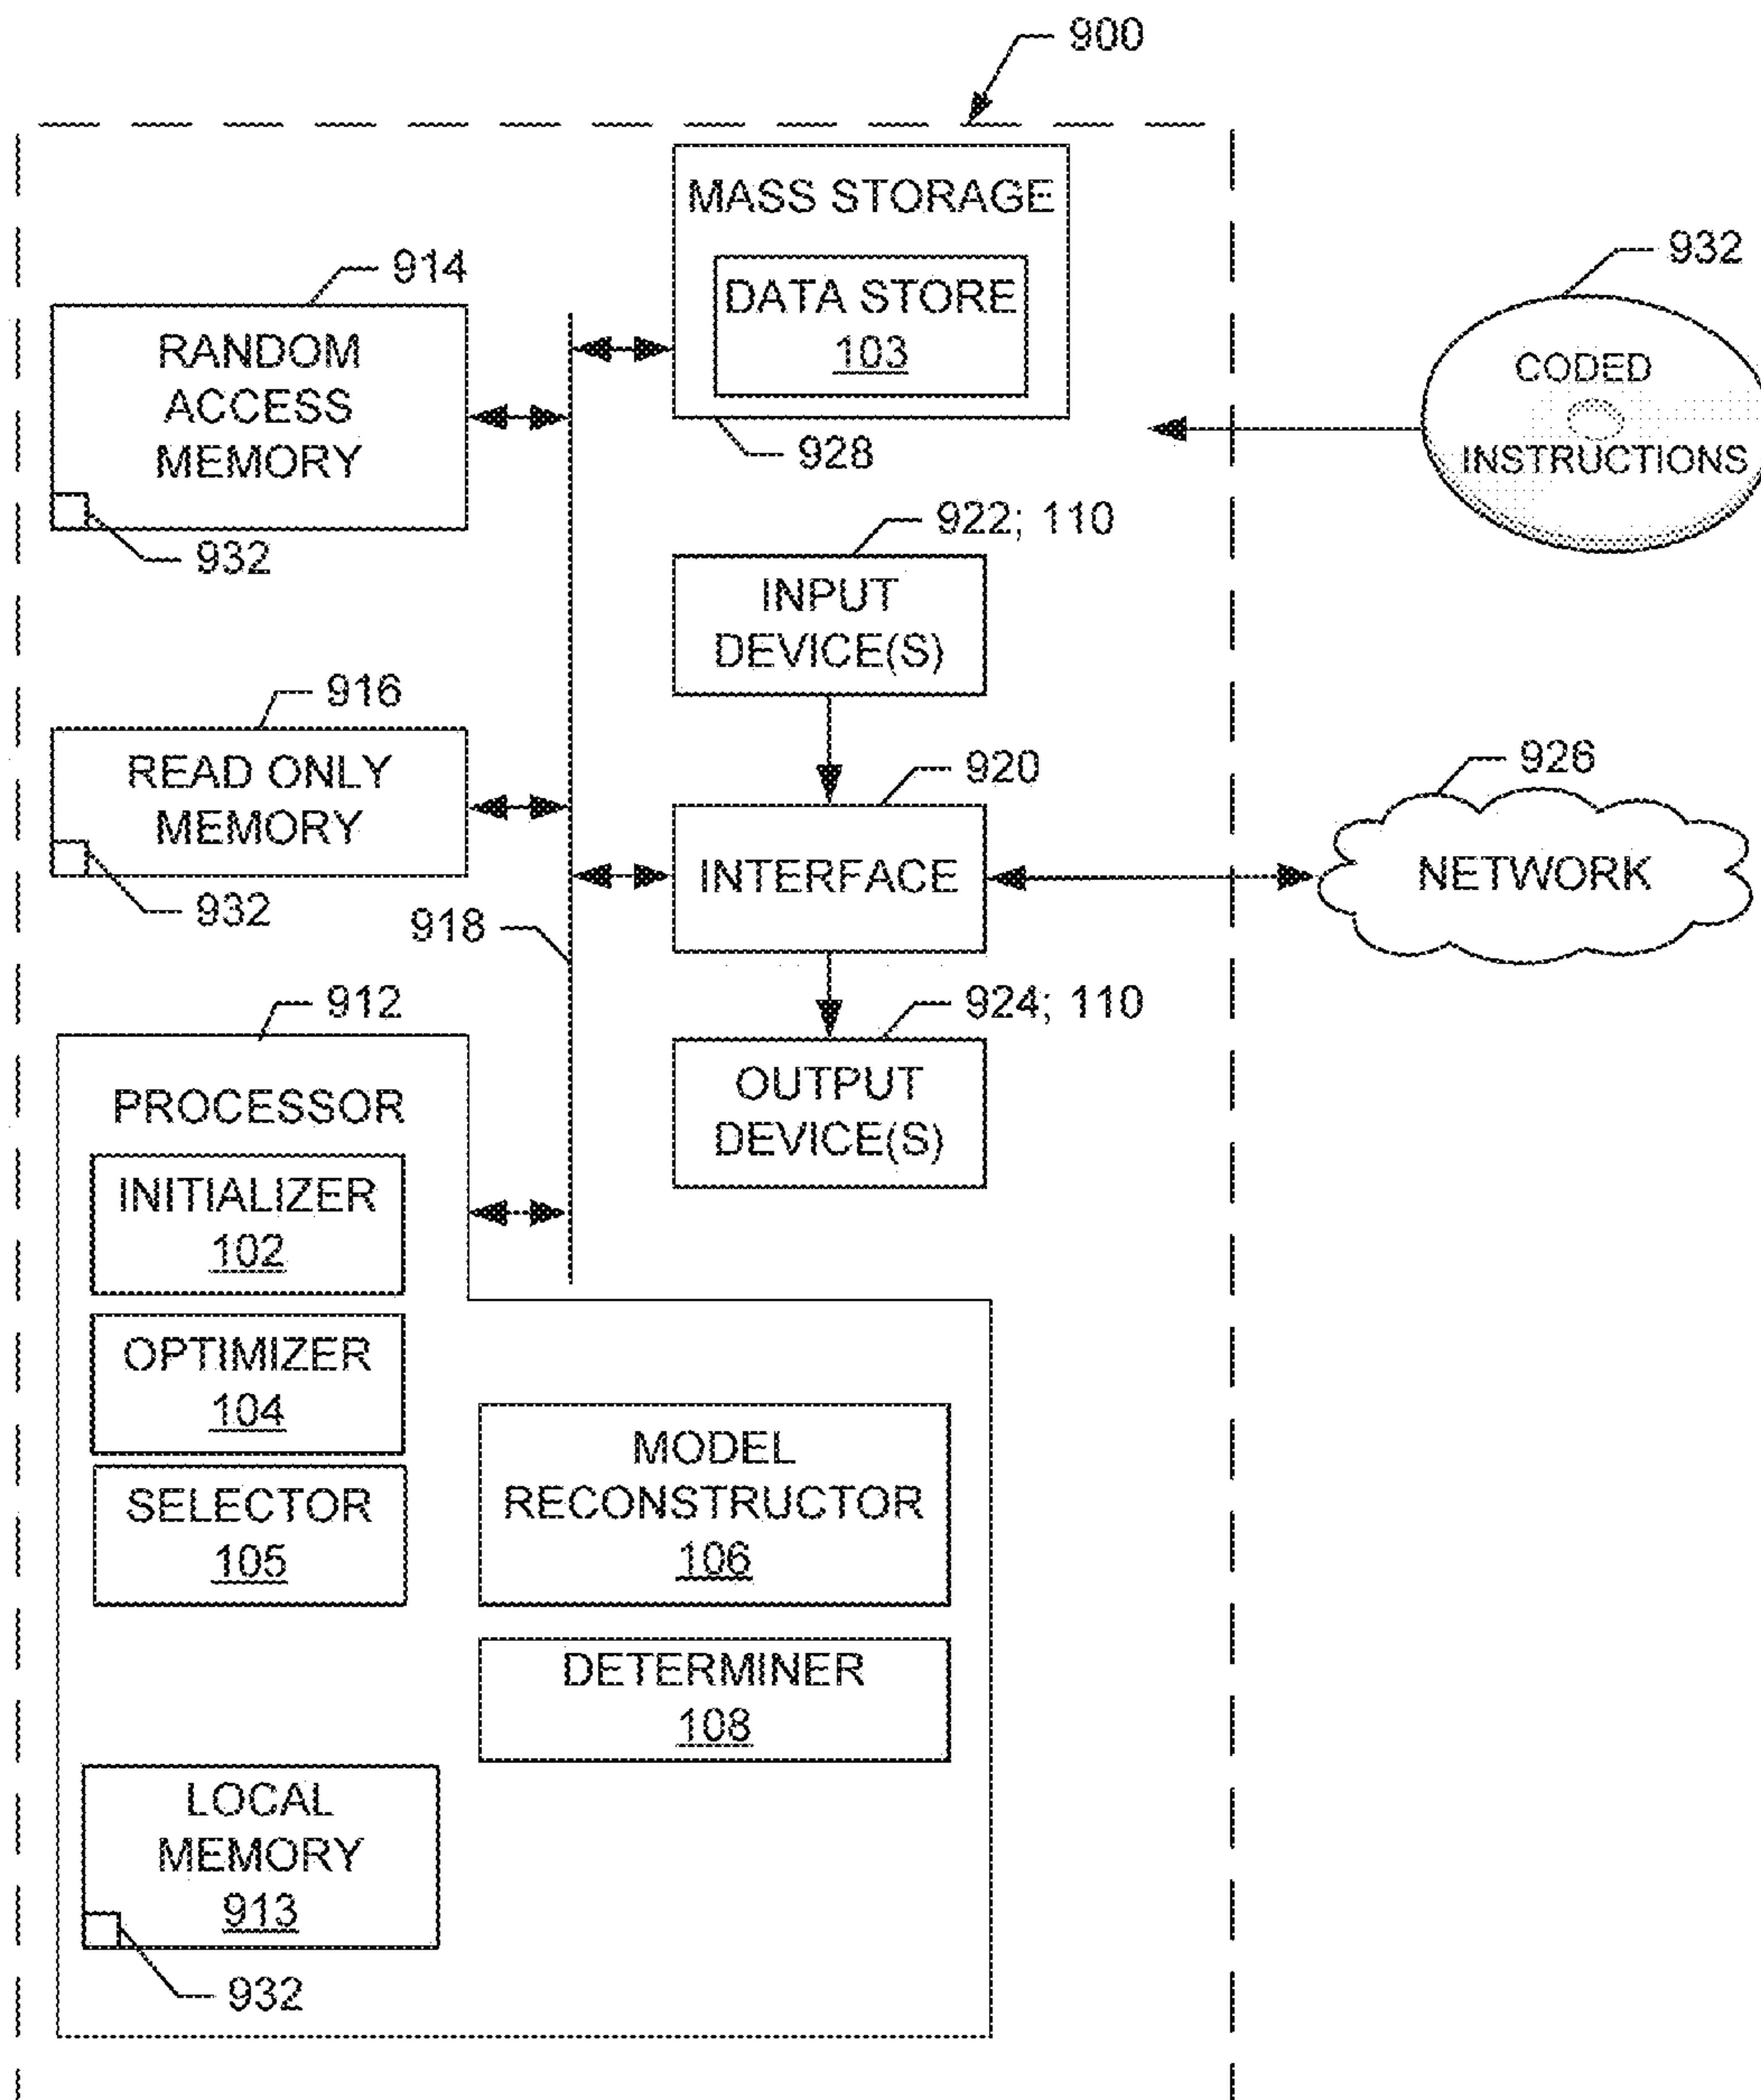 900
MASS STORAGE
DATA STORE
103
928
914
RANDOM
ACCESS
MEMORY
932
932
CODED
INSTRUCTIONS
922; 110
INPUT
DEVICE(S)
916
READ ONLY
MEMORY
932
918
920
INTERFACE
926
NETWORK
924; 110
OUTPUT
DEVICE(S)
912
PROCESSOR
INITIALIZER
102
OPTIMIZER
104
SELECTOR
105
MODEL
RECONSTRUCTOR
106
DETERMINER
108
LOCAL
MEMORY
913
932